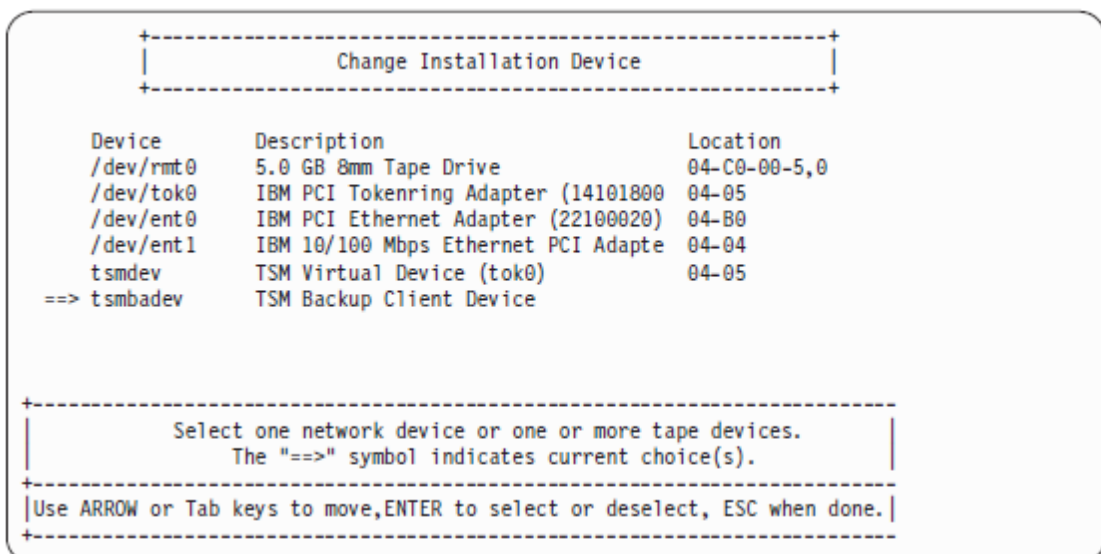 +-----------------------------------------------------------+
| Change Installation Device |
+-----------------------------------------------------------+
Device Description Location
/dev/rmt0 5.0 GB 8mm Tape Drive 04-C0-00-5,0
/dev/tok0 IBM PCI Tokenring Adapter (14101800 04-05
/dev/ent0 IBM PCI Ethernet Adapter (22100020) 04-B0
/dev/ent1 IBM 10/100 Mbps Ethernet PCI Adapte 04-04
tsmdev TSM Virtual Device (tok0) 04-05
==> tsmbadev TSM Backup Client Device
+---------------------------------------------------------------------------
| Select one network device or one or more tape devices. |
| The "==>" symbol indicates current choice(s). |
+---------------------------------------------------------------------------
|Use ARROW or Tab keys to move,ENTER to select or deselect, ESC when done.|
+---------------------------------------------------------------------------